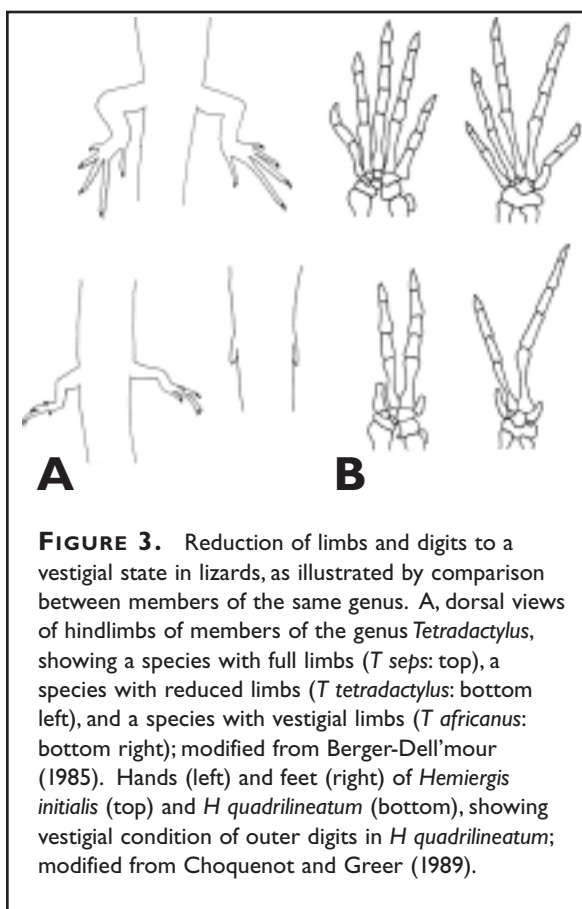 A
B
FIGURE 3. Reduction of limbs and digits to a
vestigial state in lizards, as illustrated by comparison
between members of the same genus. A, dorsal views
of hindlimbs of members of the genus Tetradactylus,
showing a species with full limbs (T seps: top), a
species with reduced limbs (T tetradactylus: bottom
left), and a species with vestigial limbs (T africanus:
bottom right); modified from Berger-Dell'mour
(1985). Hands (left) and feet (right) of Hemiergis
initialis (top) and H quadrilineatum (bottom), showing
vestigial condition of outer digits in H quadrilineatum;
modified from Choquenot and Greer (1989).